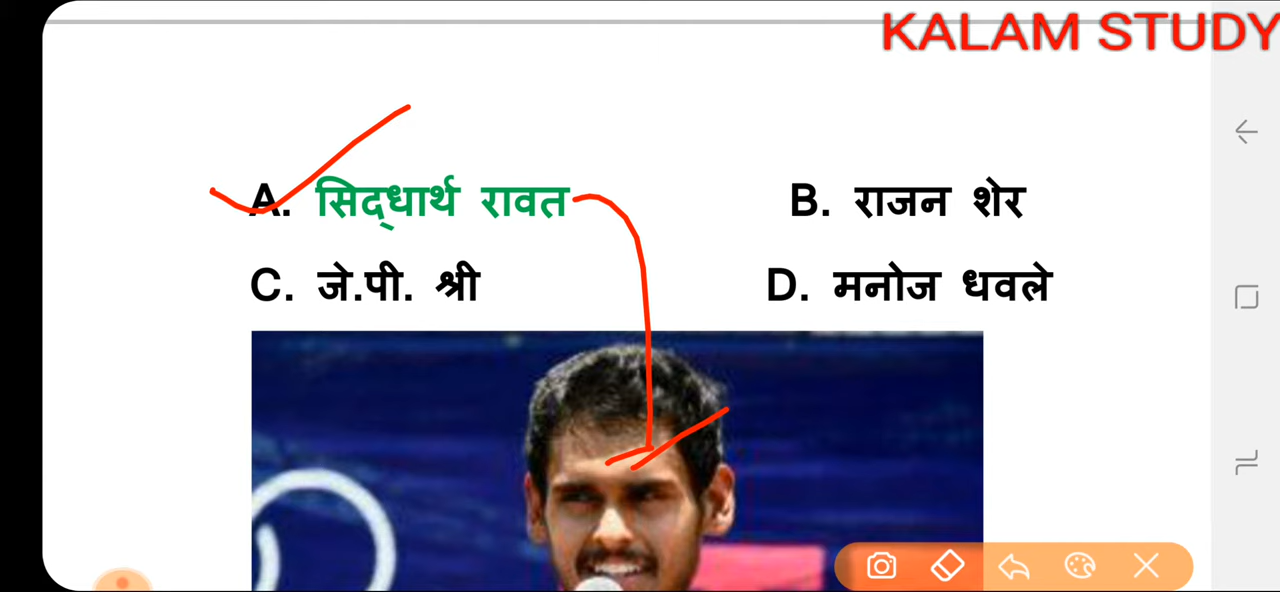 KALAM STUDY
A. सिद्धार्थ रावत B. राजन शेर
C. जे.पी. श्री D. मनोज धवले